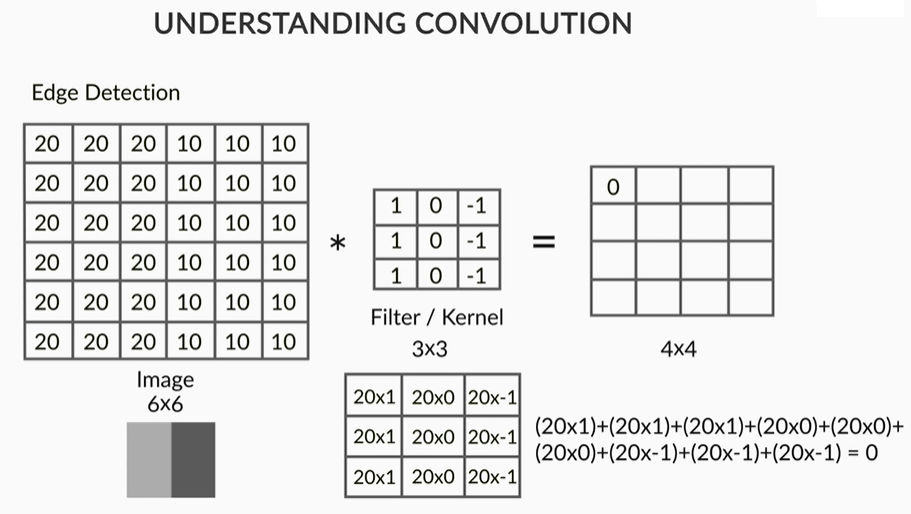 UNDERSTANDING CONVOLUTION
Edge Detection
20 20 20 10 10 10
20 20 20 10 10 10
20 20 20 10 10 10
20 20 20 10 10 10
20 20 20 10 10 10
20 20 20 10 10 10
Image
6x6
*
1 0 -1
1 0 -1
1 0 -1
Filter / Kernel
3x3
=
0
4x4
20x1 20x0 20x-1
20x1 20x0 20x-1
20x1 20x0 20x-1
(20x1)+(20x1)+(20x1)+(20x0)+(20x0)+
(20x0)+(20x-1)+(20x-1)+(20x-1) = 0